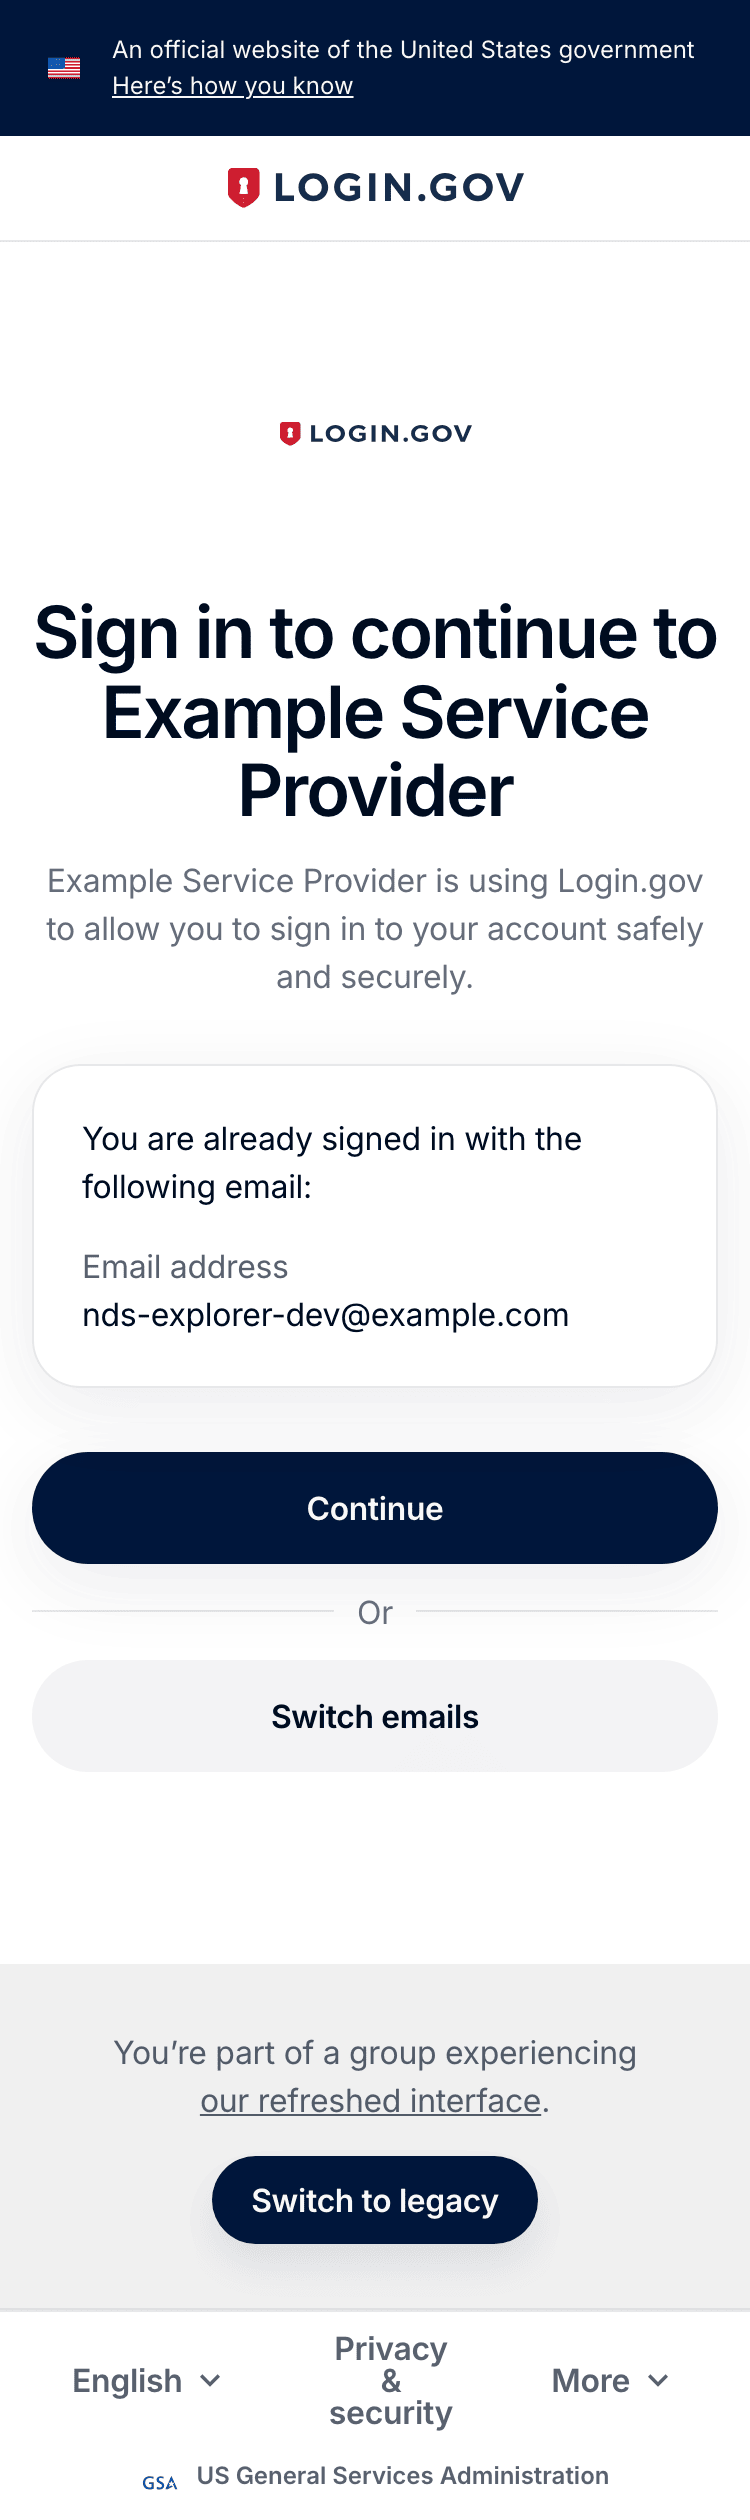 An official website of the United States government
Here’s how you know
LOGIN.GOV
LOGIN.GOV
Sign in to continue to
Example Service
Provider
Example Service Provider is using Login.gov
to allow you to sign in to your account safely
and securely.
You are already signed in with the
following email:
Email address
nds-explorer-dev@example.com
Continue
Or
Switch emails
You’re part of a group experiencing
our refreshed interface.
Switch to legacy
English
Privacy
&
security
More
GSA US General Services Administration